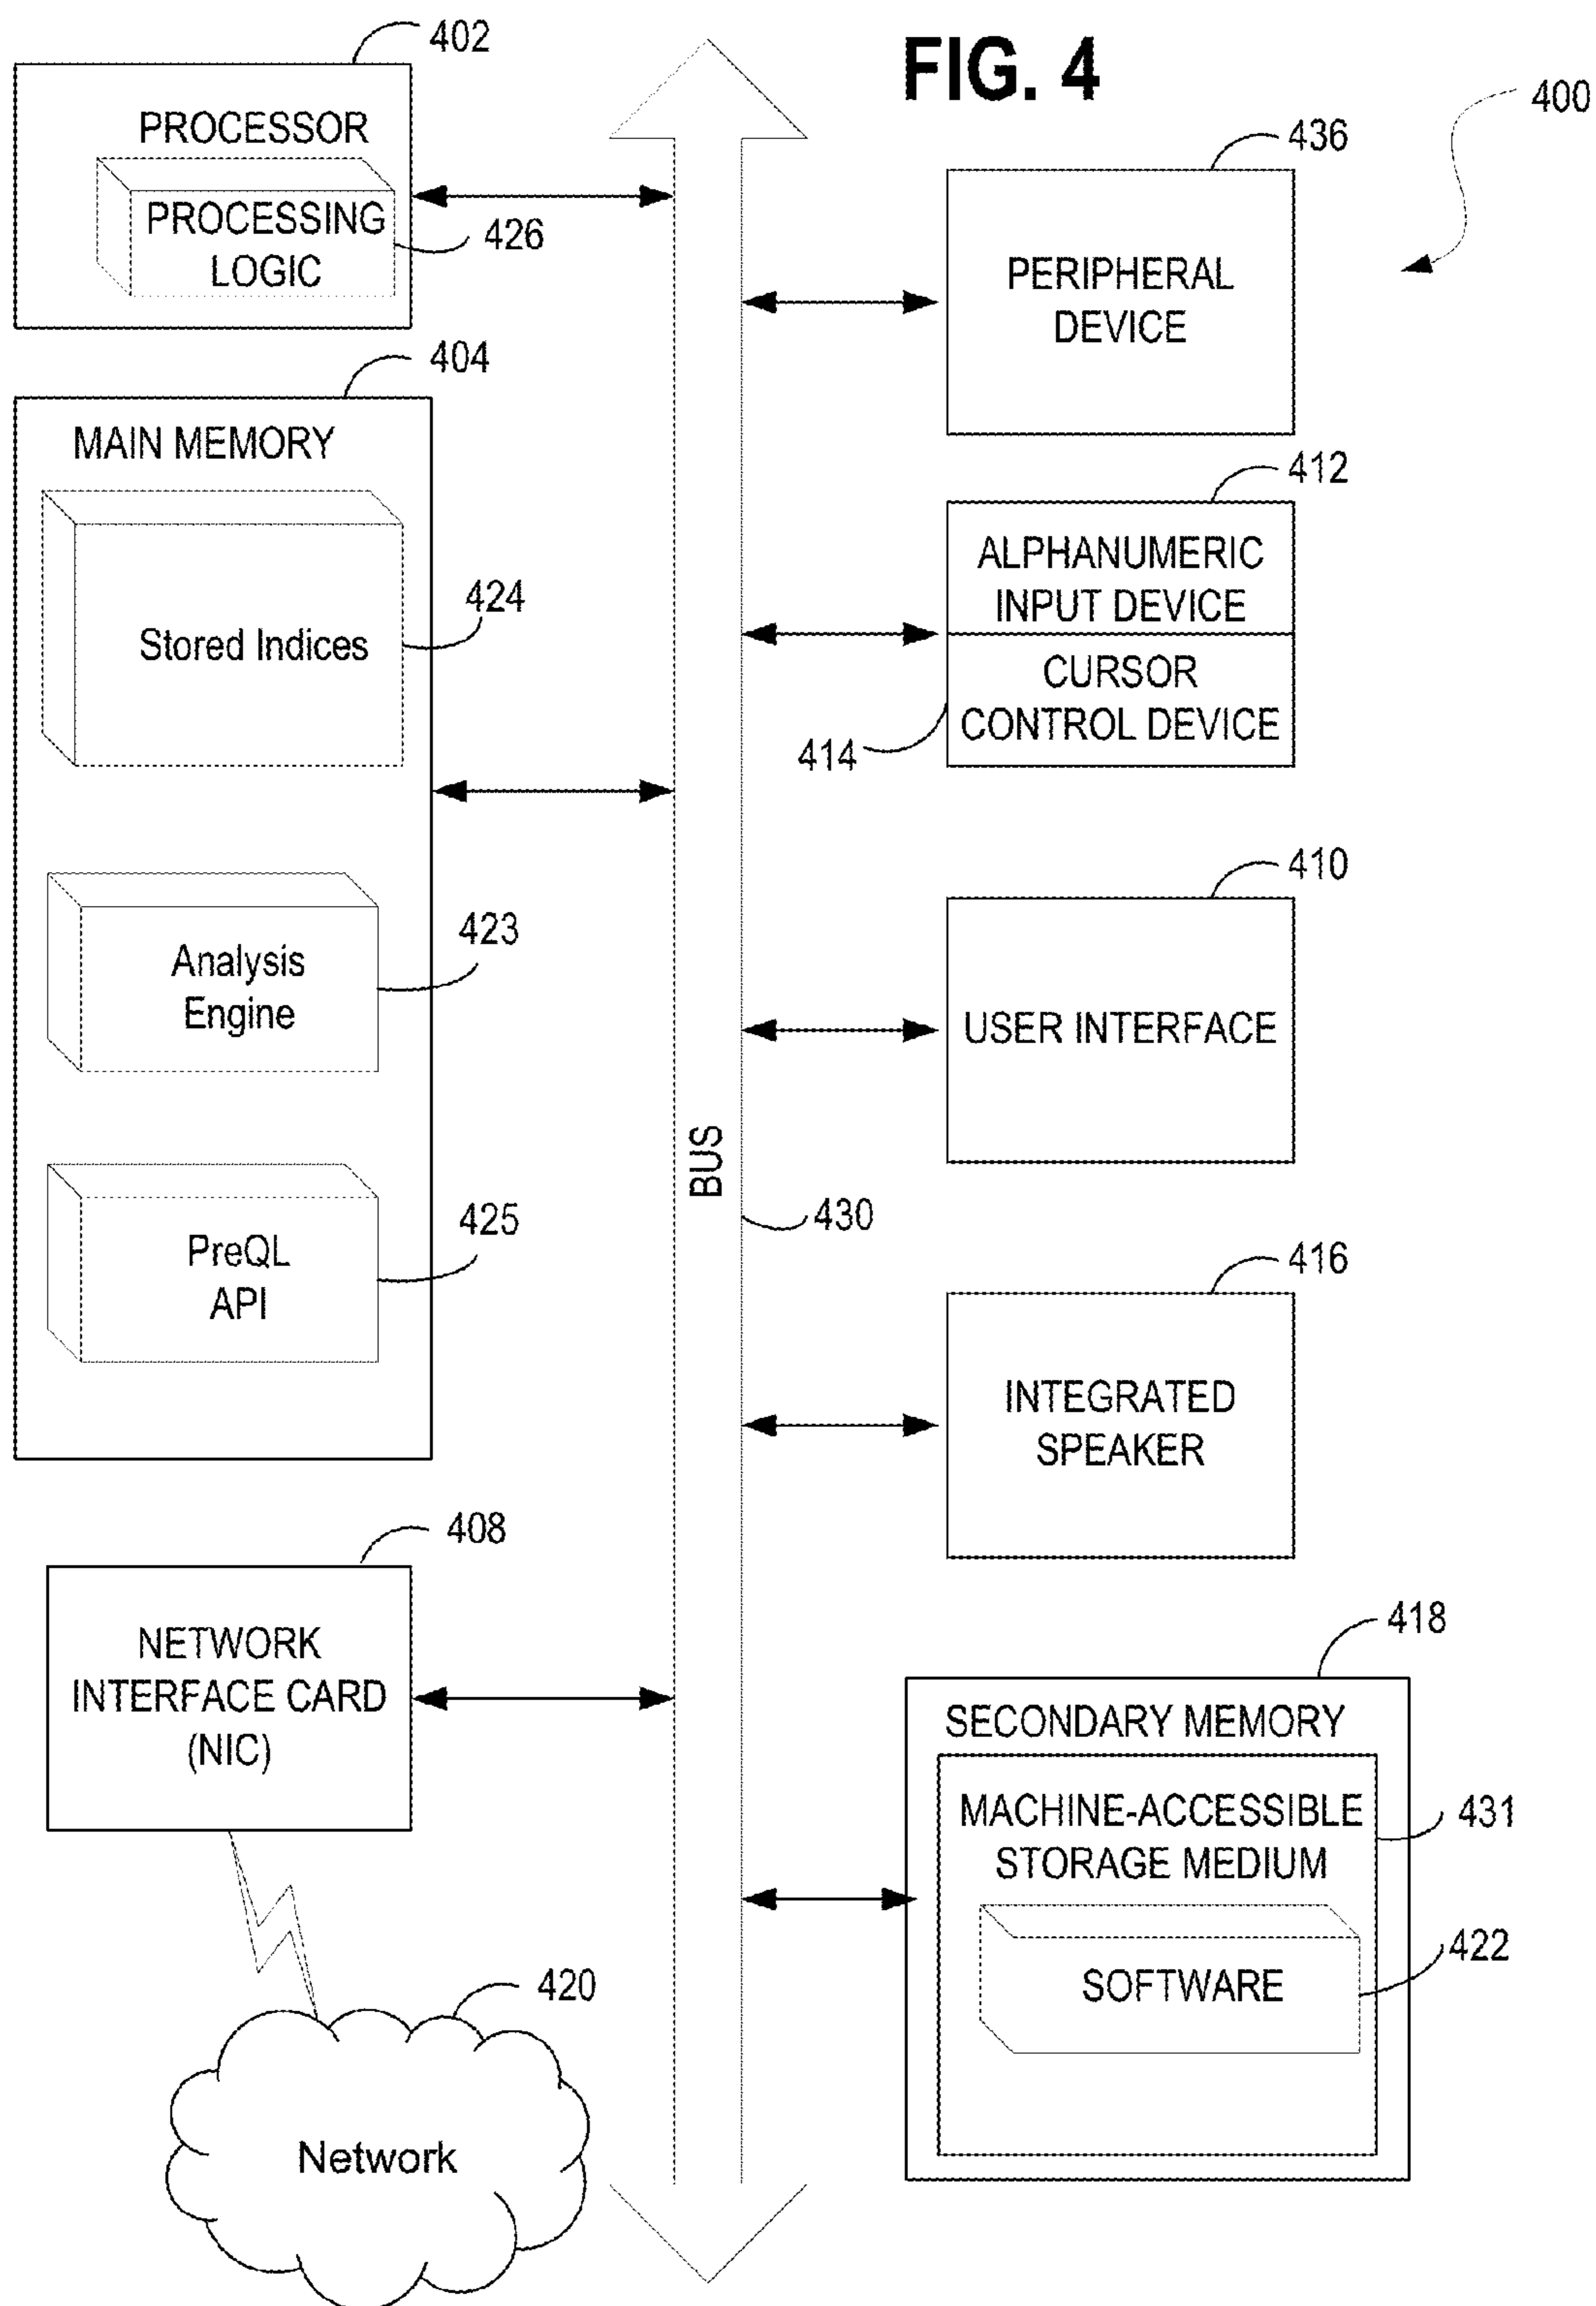 FIG. 4
400
402
PROCESSOR
PROCESSING
LOGIC
426
404
MAIN MEMORY
Stored Indices
424
Analysis
Engine
423
PreQL
API
425
408
NETWORK
INTERFACE CARD
(NIC)
420
Network
BUS
430
436
PERIPHERAL
DEVICE
412
ALPHANUMERIC
INPUT DEVICE
CURSOR
CONTROL DEVICE
414
410
USER INTERFACE
416
INTEGRATED
SPEAKER
418
SECONDARY MEMORY
MACHINE-ACCESSIBLE
STORAGE MEDIUM
431
SOFTWARE
422